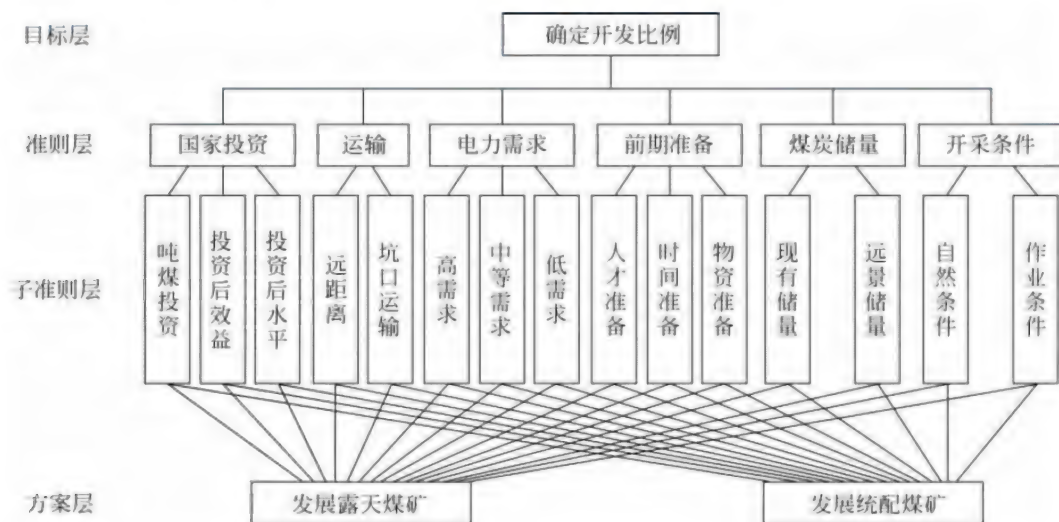 目标层
确定开发比例
准则层
国家投资
运输
电力需求
前期准备
煤炭储量
开采条件
子准则层
吨煤投资
投资后效益
投资后水平
远距离
坑口运输
高需求
中等需求
低需求
人才准备
时间准备
物资准备
现有储量
远景储量
自然条件
作业条件
方案层
发展露天煤矿
发展统配煤矿